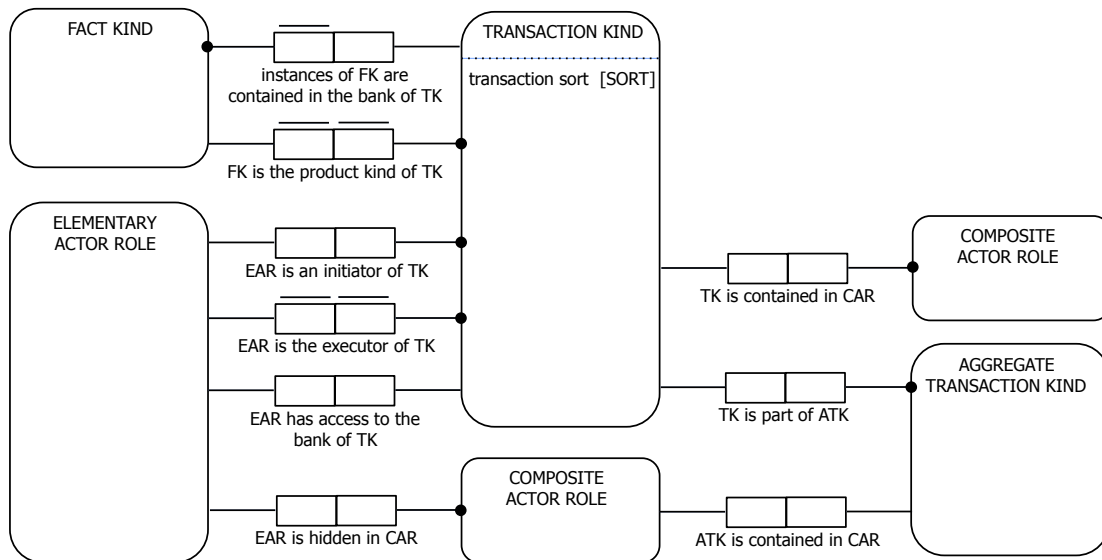 FACT KIND
instances of FK are
contained in the bank of TK
FK is the product kind of TK
TRANSACTION KIND
transaction sort [SORT]
ELEMENTARY
ACTOR ROLE
EAR is an initiator of TK
EAR is the executor of TK
EAR has access to the
bank of TK
EAR is hidden in CAR
TK is contained in CAR
COMPOSITE
ACTOR ROLE
TK is part of ATK
AGGREGATE
TRANSACTION KIND
COMPOSITE
ACTOR ROLE
ATK is contained in CAR